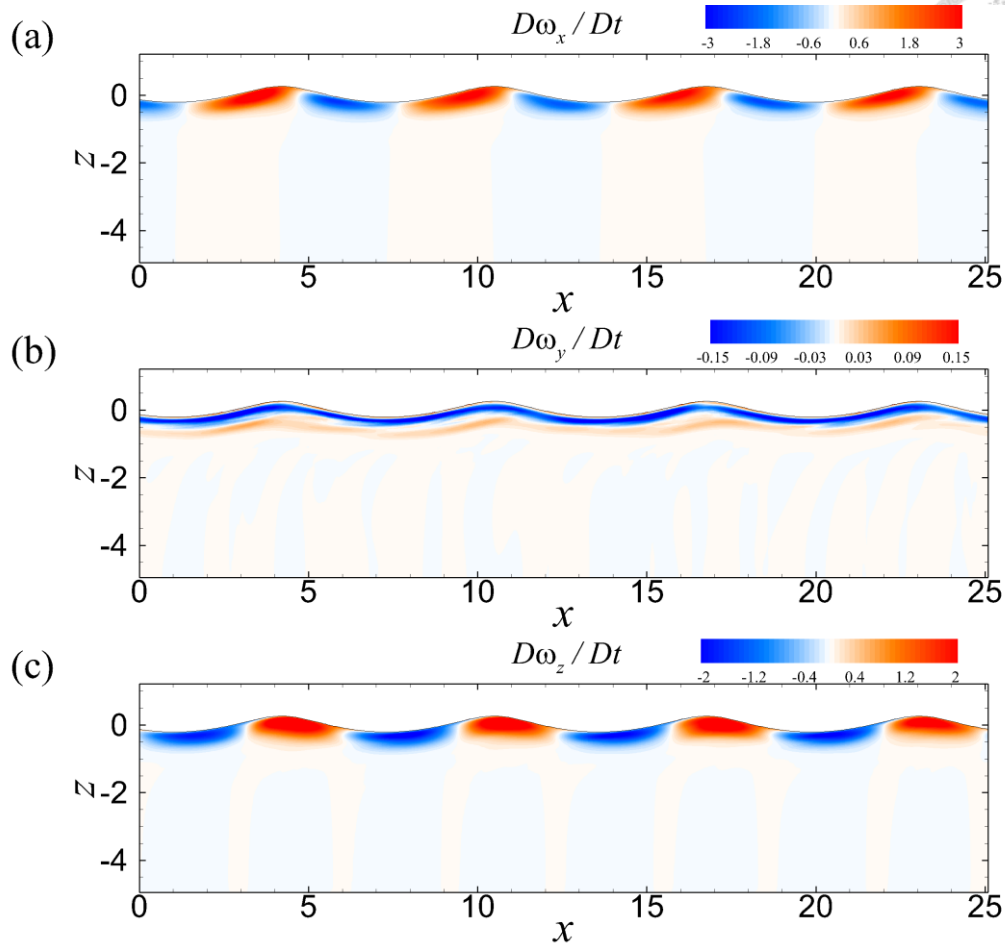 (a)
Dω_x / Dt
-3 -1.8 -0.6 0.6 1.8 3
0
-2
-4
z
0 5 10 15 20 25
x
(b)
Dω_y / Dt
-0.15 -0.09 -0.03 0.03 0.09 0.15
0
-2
-4
z
0 5 10 15 20 25
x
(c)
Dω_z / Dt
-2 -1.2 -0.4 0.4 1.2 2
0
-2
-4
z
0 5 10 15 20 25
x